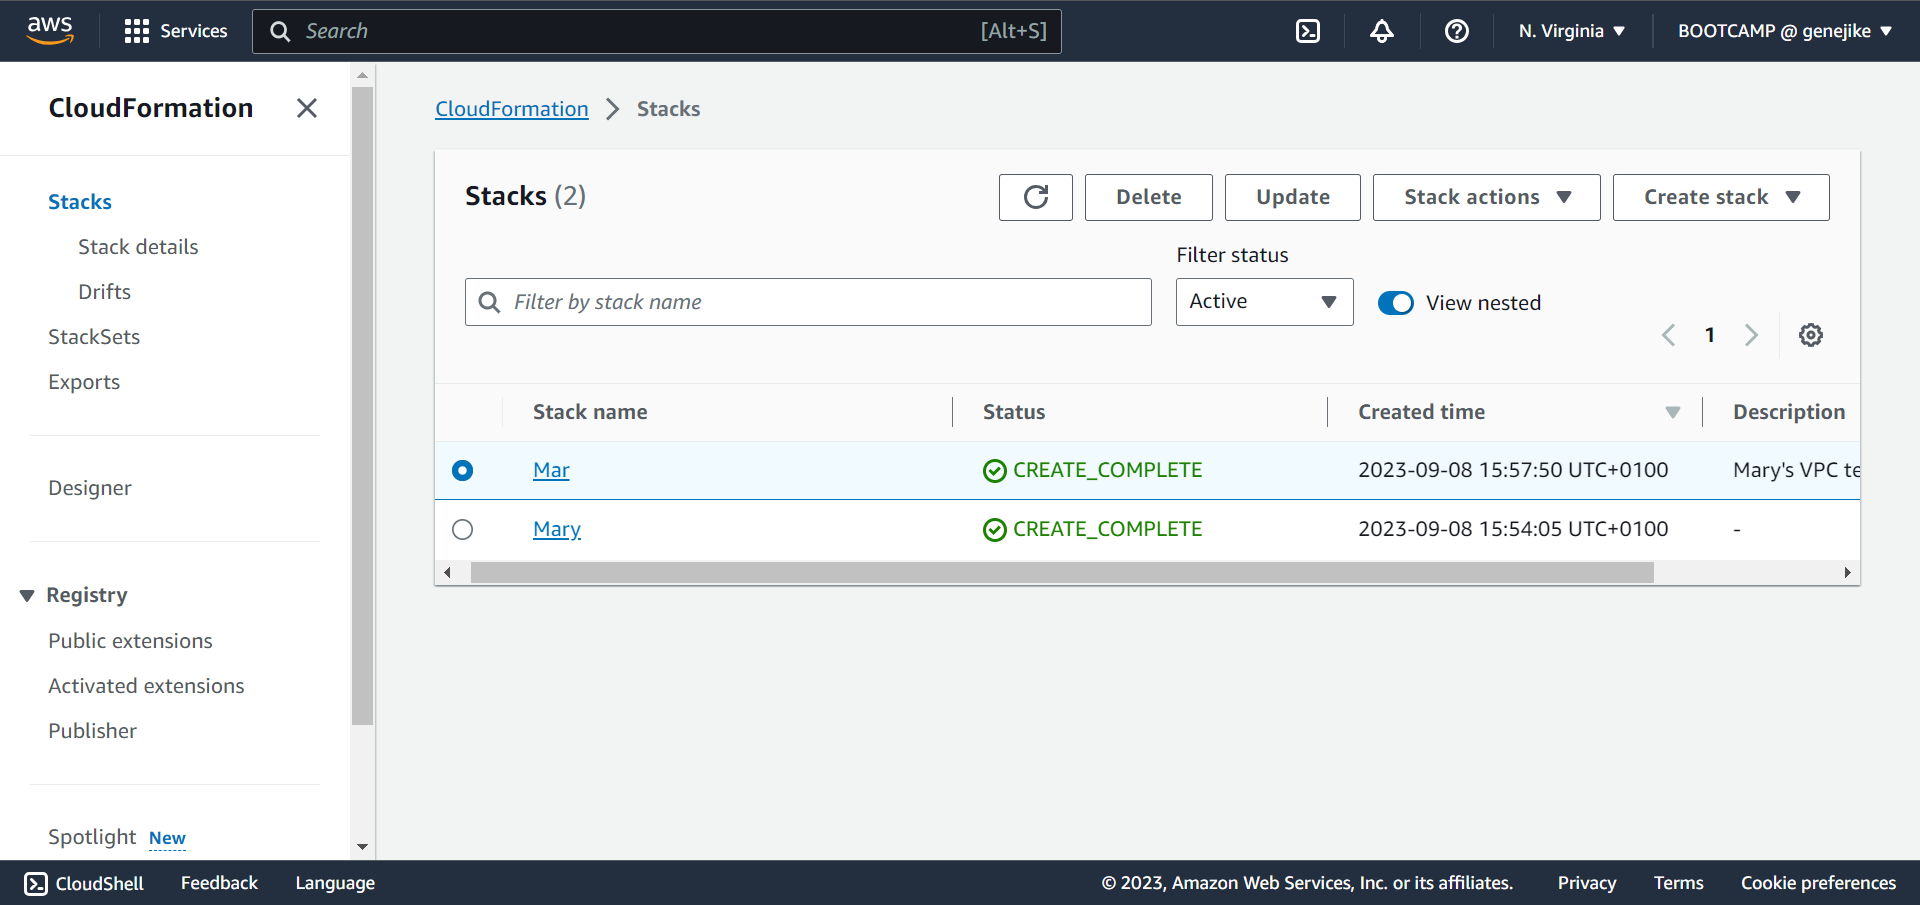 aws
Services
Search [Alt+S]
N. Virginia
BOOTCAMP @ genejike
CloudFormation
Stacks
Stack details
Drifts
StackSets
Exports
Designer
Registry
Public extensions
Activated extensions
Publisher
Spotlight New
CloudFormation Stacks
Stacks (2)
Delete
Update
Stack actions
Create stack
Filter by stack name
Filter status
Active
View nested
1
Stack name Status Created time Description
Mar CREATE_COMPLETE 2023-09-08 15:57:50 UTC+0100 Mary's VPC te
Mary CREATE_COMPLETE 2023-09-08 15:54:05 UTC+0100 -
CloudShell Feedback Language © 2023, Amazon Web Services, Inc. or its affiliates. Privacy Terms Cookie preferences